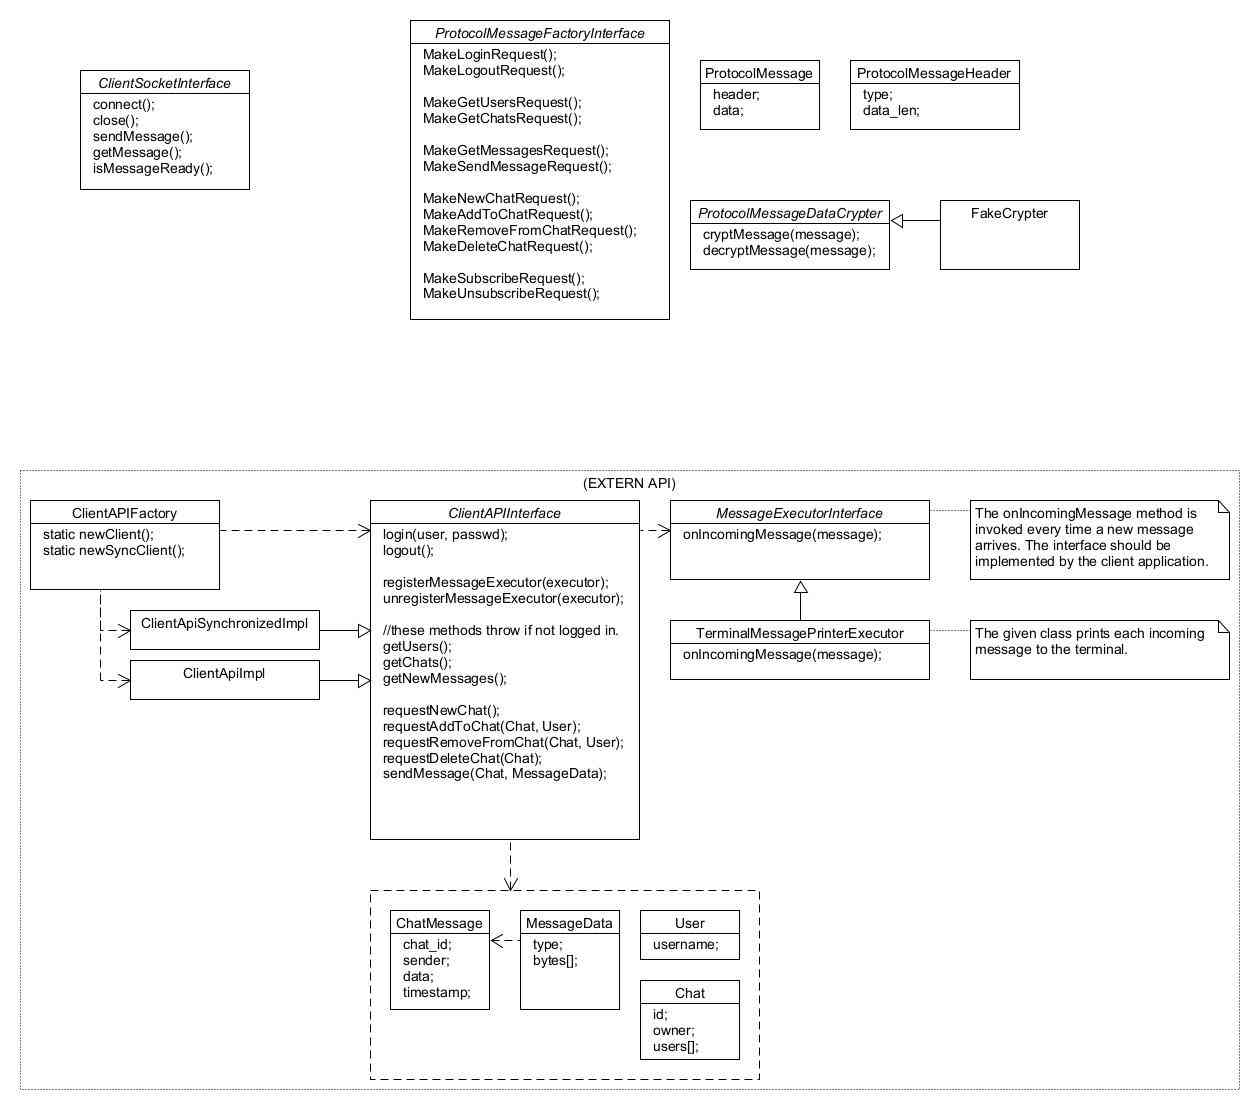 ClientSocketInterface
connect();
close();
sendMessage();
getMessage();
isMessageReady();
ProtocolMessageFactoryInterface
MakeLoginRequest();
MakeLogoutRequest();
MakeGetUsersRequest();
MakeGetChatsRequest();
MakeGetMessagesRequest();
MakeSendMessageRequest();
MakeNewChatRequest();
MakeAddToChatRequest();
MakeRemoveFromChatRequest();
MakeDeleteChatRequest();
MakeSubscribeRequest();
MakeUnsubscribeRequest();
ProtocolMessage
header;
data;
ProtocolMessageHeader
type;
data_len;
ProtocolMessageDataCrypter
cryptMessage(message);
decryptMessage(message);
FakeCrypter
(EXTERN API)
ClientAPIFactory
static newClient();
static newSyncClient();
ClientApiSynchronizedImpl
ClientApiImpl
ClientAPIInterface
login(user, passwd);
logout();
registerMessageExecutor(executor);
unregisterMessageExecutor(executor);
//these methods throw if not logged in.
getUsers();
getChats();
getNewMessages();
requestNewChat();
requestAddToChat(Chat, User);
requestRemoveFromChat(Chat, User);
requestDeleteChat(Chat);
sendMessage(Chat, MessageData);
MessageExecutorInterface
onIncomingMessage(message);
The onIncomingMessage method is
invoked every time a new message
arrives. The interface should be
implemented by the client application.
TerminalMessagePrinterExecutor
onIncomingMessage(message);
The given class prints each incoming
message to the terminal.
ChatMessage
chat_id;
sender;
data;
timestamp;
MessageData
type;
bytes[];
User
username;
Chat
id;
owner;
users[];